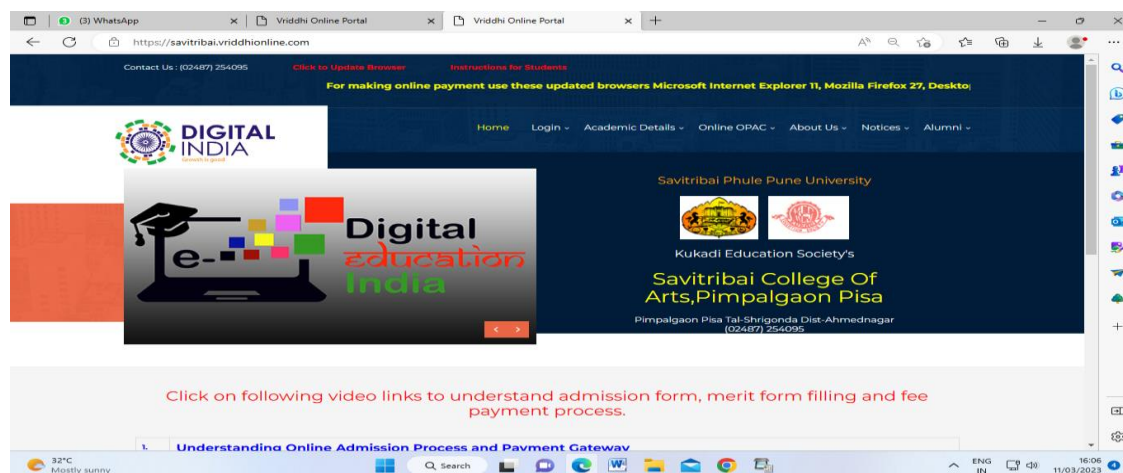 (3) WhatsApp
Vriddhi Online Portal
Vriddhi Online Portal
https://savitribai.vriddhionline.com
Contact Us : (02487) 254095
Click to Update Browser
Instructions for Students
For making online payment use these updated browsers Microsoft Internet Explorer 11, Mozilla Firefox 27, Deskto
DIGITAL
INDIA
Home Login Academic Details Online OPAC About Us Notices Alumni
Savitribai Phule Pune University
Digital
e-education
India
Kukadi Education Society's
Savitribai College Of
Arts,Pimpalgaon Pisa
Pimpalgaon Pisa Tal-Shrigonda Dist-Ahmednagar
(02487) 254095
Click on following video links to understand admission form, merit form filling and fee
payment process.
1. Understanding Online Admission Process and Payment Gateway
32°C
Mostly sunny
Search
ENG
IN
16:06
11/03/2023